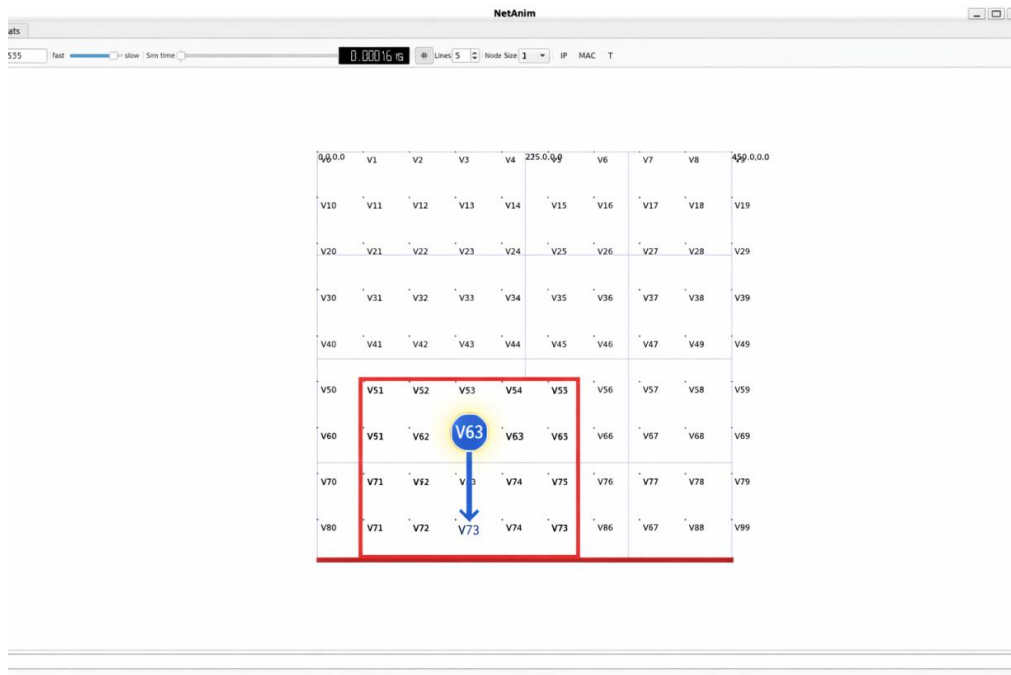 NetAnim
ats
535 fast slow Sim time 0.00016 # Lines 5 Node Size 1 IP MAC T
0,0.0.0 V1 V2 V3 V4 V6 V7 V8 450.0,0.0
V10 V11 V12 V13 V14 V15 V16 V17 V18 V19
V20 V21 V22 V23 V24 V25 V26 V27 V28 V29
V30 V31 V32 V33 V34 V35 V36 V37 V38 V39
V40 V41 V42 V43 V44 V45 V46 V47 V49 V49
V50 V51 V52 V53 V54 V55 V56 V57 V58 V59
V60 V51 V62 V63 V63 V65 V66 V67 V68 V69
V70 V71 V74 V75 V76 V77 V78 V79
V80 V71 V72 V73 V74 V73 V86 V67 V88 V99